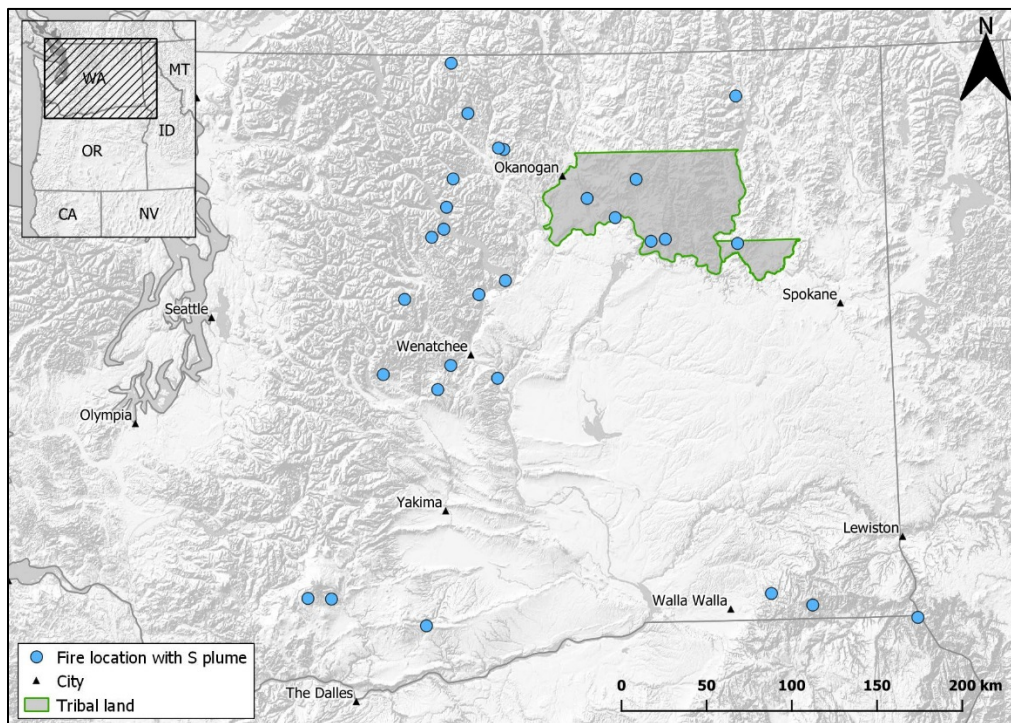 N
WA
MT
ID
OR
CA
NV
Okanogan
Seattle
Spokane
Wenatchee
Olympia
Yakima
Lewiston
Walla Walla
The Dalles
Fire location with S plume
City
Tribal land
0 50 100 150 200 km